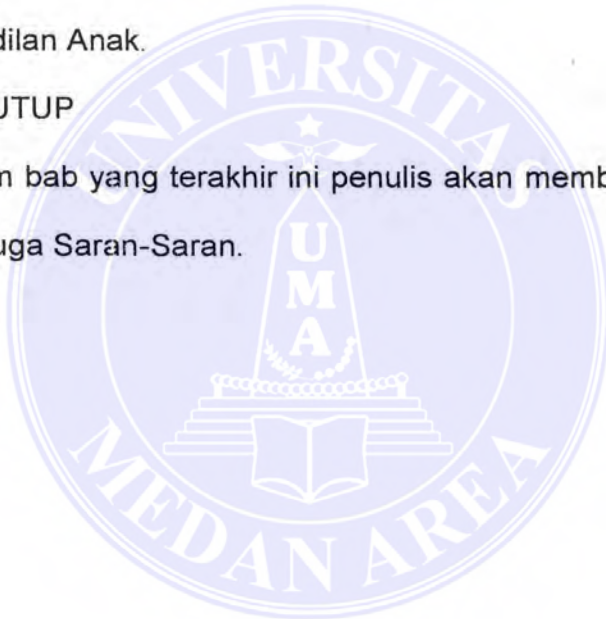 dilan Anak.
UTUP
m bab yang terakhir ini penulis akan memb
uga Saran-Saran.
UNIVERSITAS
UMA
MEDAN AREA